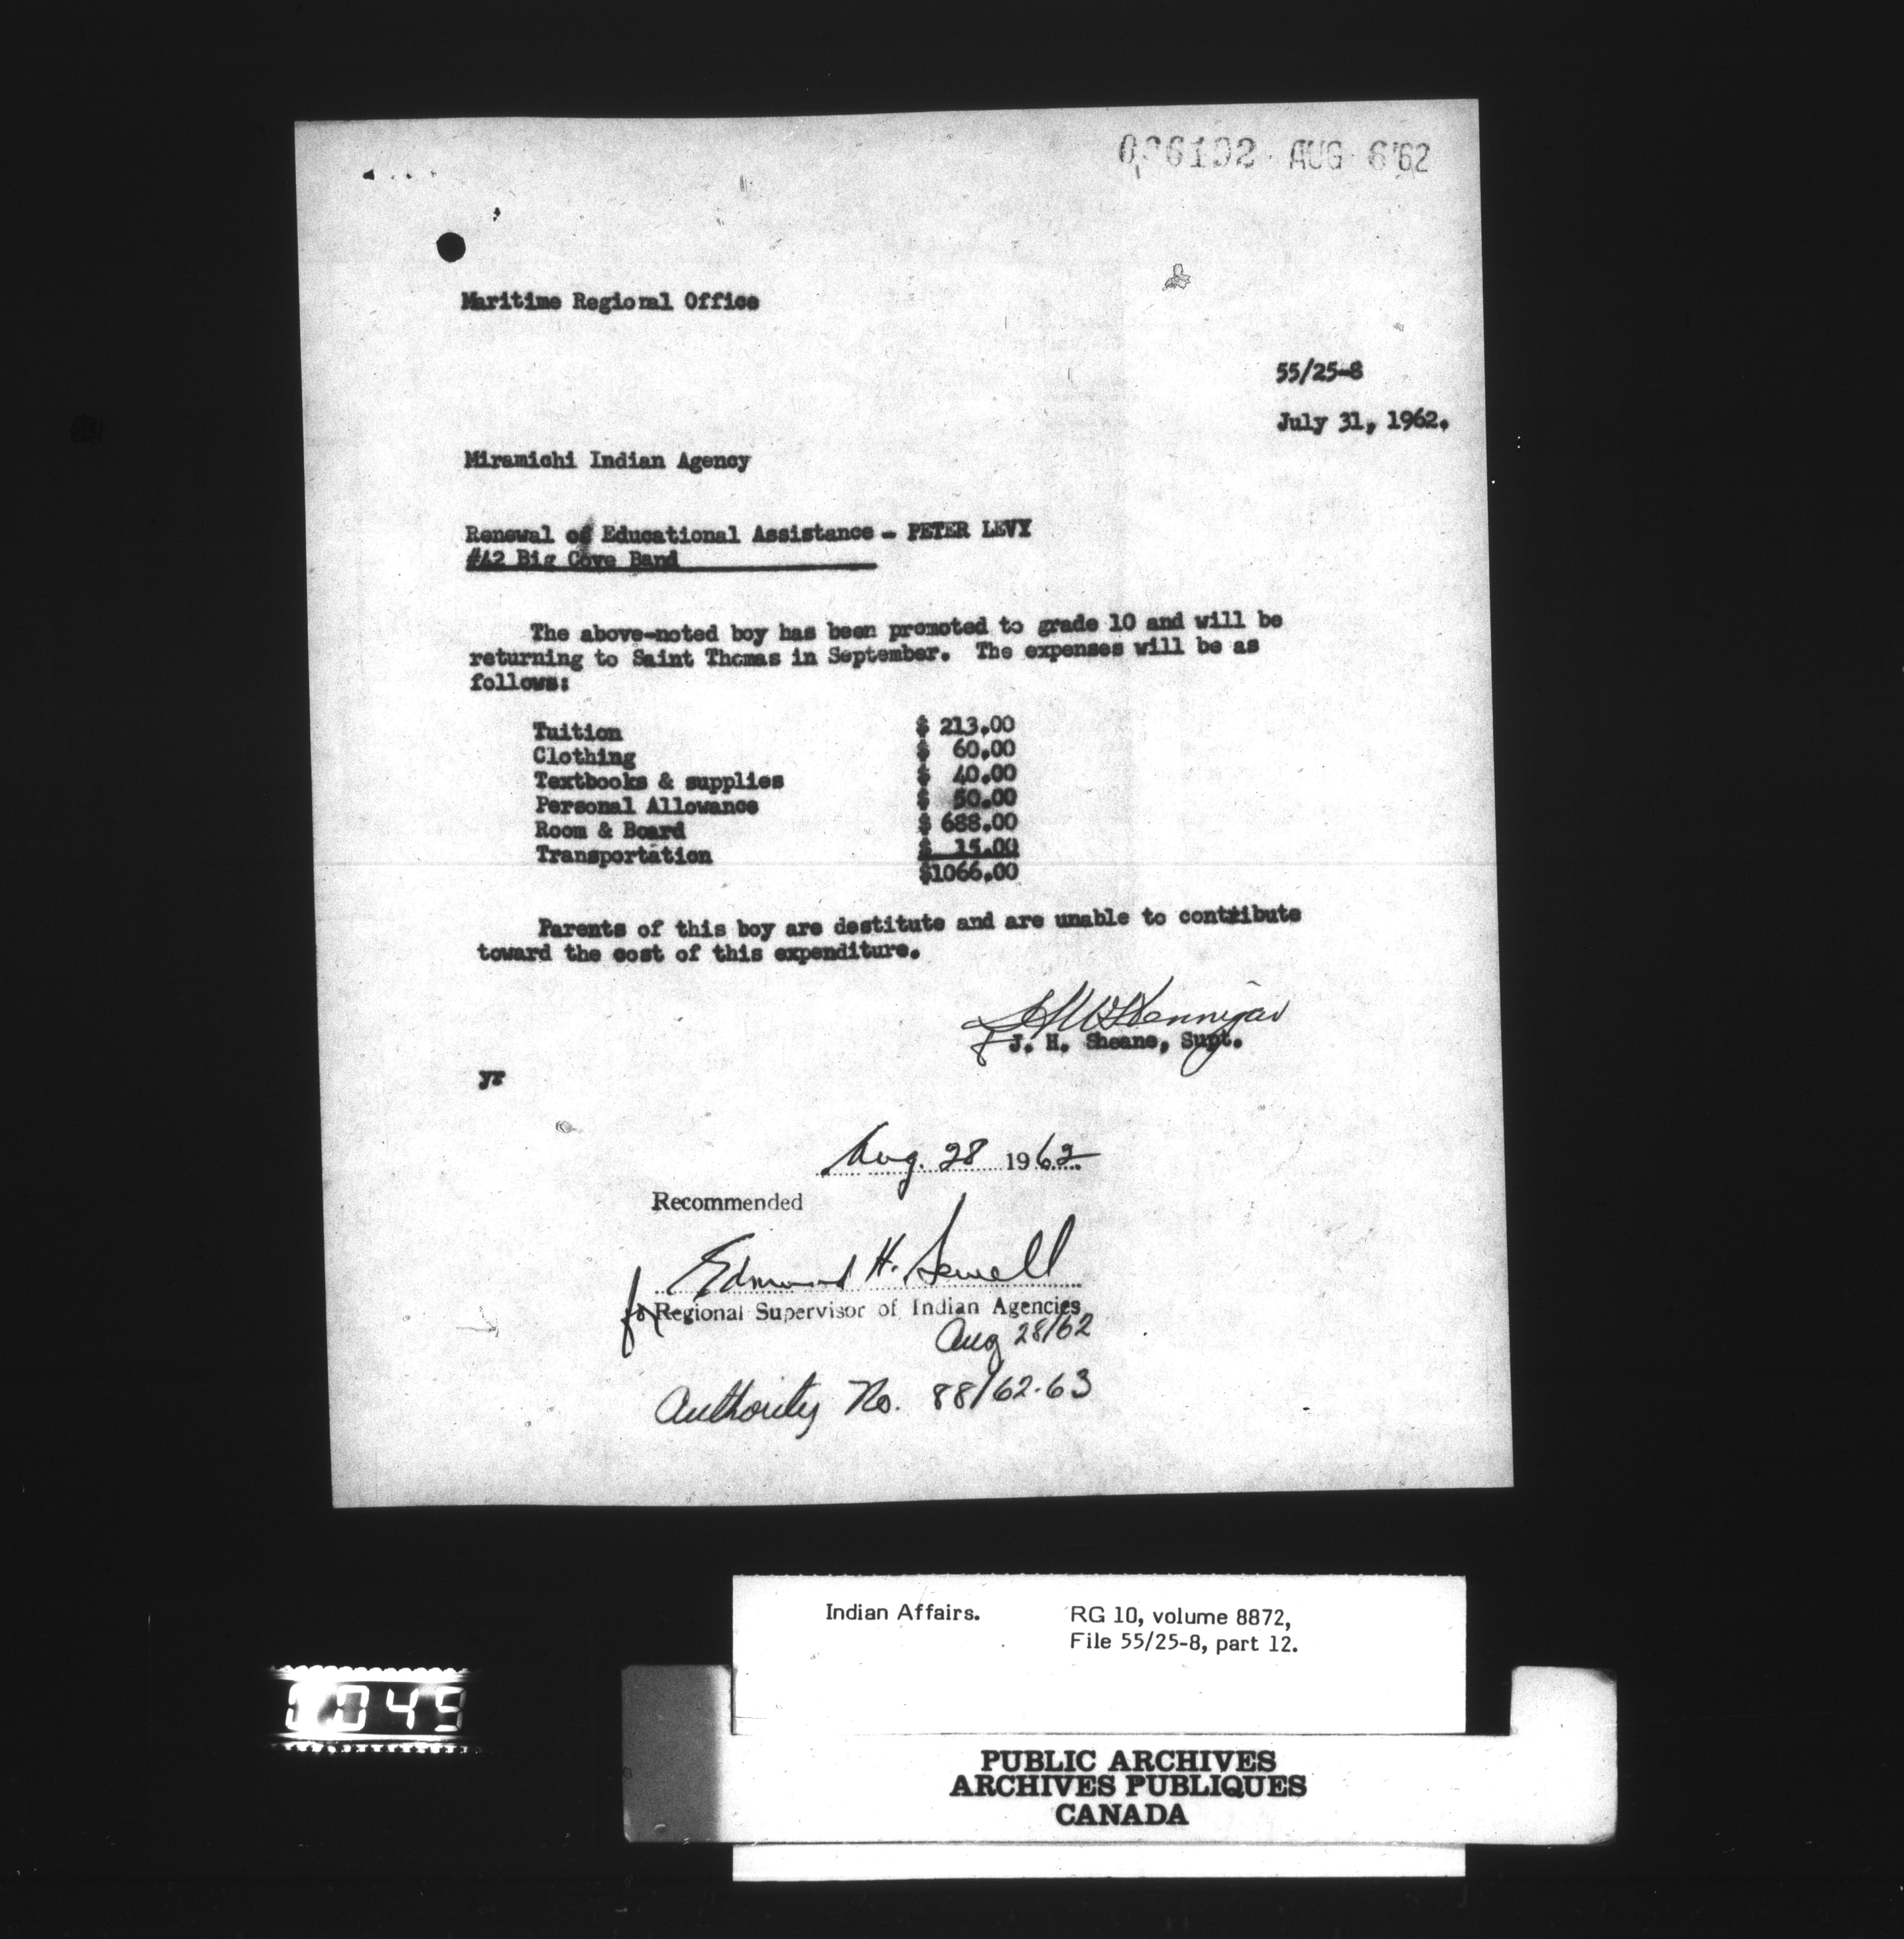 AUG 6'62
Maritime Regional Office
55/25-8
July 31, 1962.
Miramichi Indian Agency
Renewal of Educational Assistance - PETER LEVY
#42 Big Cove Band
The above-noted boy has been promoted to grade 10 and will be
returning to Saint Thomas in September. The expenses will be as
follows:
Tuition $ 213.00
Clothing $ 60.00
Textbooks & supplies $ 40.00
Personal Allowance $ 50.00
Room & Board $ 688.00
Transportation $ 15.00
$1066.00
Parents of this boy are destitute and are unable to contribute
toward the cost of this expenditure.
J. H. Sheane, Supt.
yr
Aug. 28 1962
Recommended
Edmund H. Sewell
for Regional Supervisor of Indian Agencies
Aug 28/62
Authority No. 88/62-63
Indian Affairs. RG 10, volume 8872,
File 55/25-8, part 12.
PUBLIC ARCHIVES
ARCHIVES PUBLIQUES
CANADA